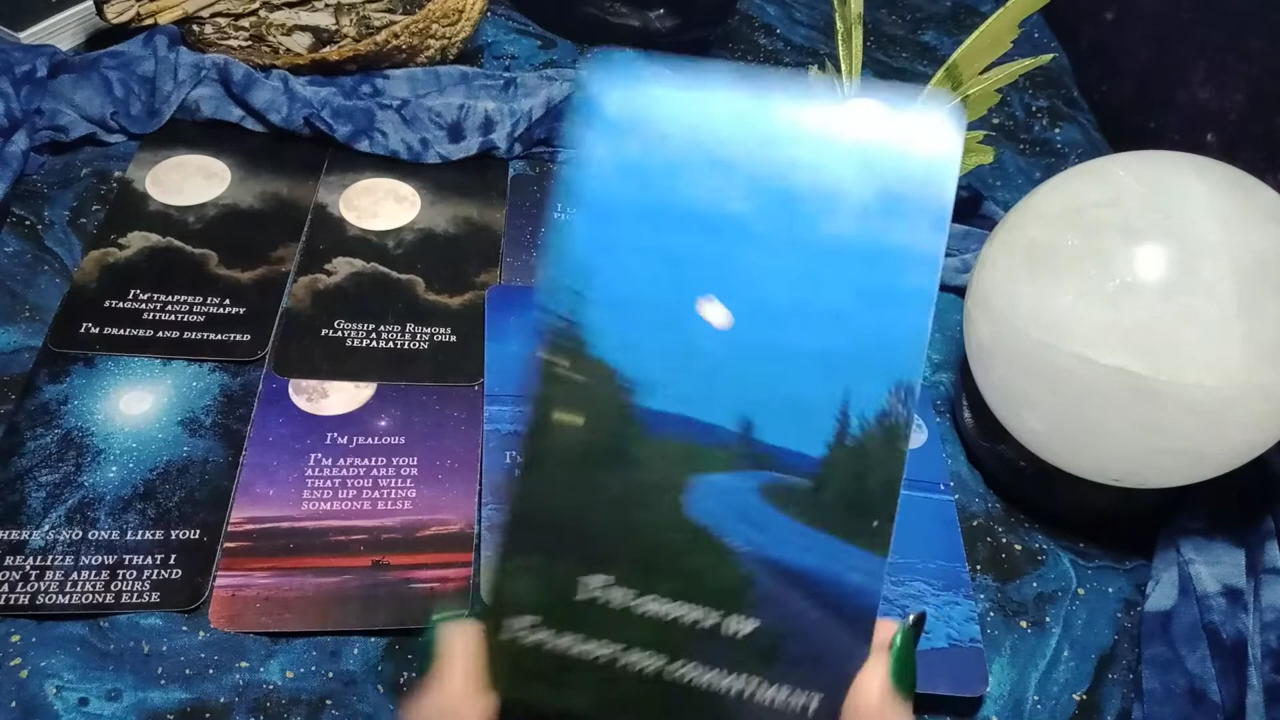 I'm trapped in a
stagnant and unhappy
situation
I'm drained and distracted
Gossip and Rumors
played a role in our
separation
here's no one like you
realize now that I
on't be able to find
a love like ours
ith someone else
I'm jealous
I'm afraid you
already are or
that you will
end up dating
someone else